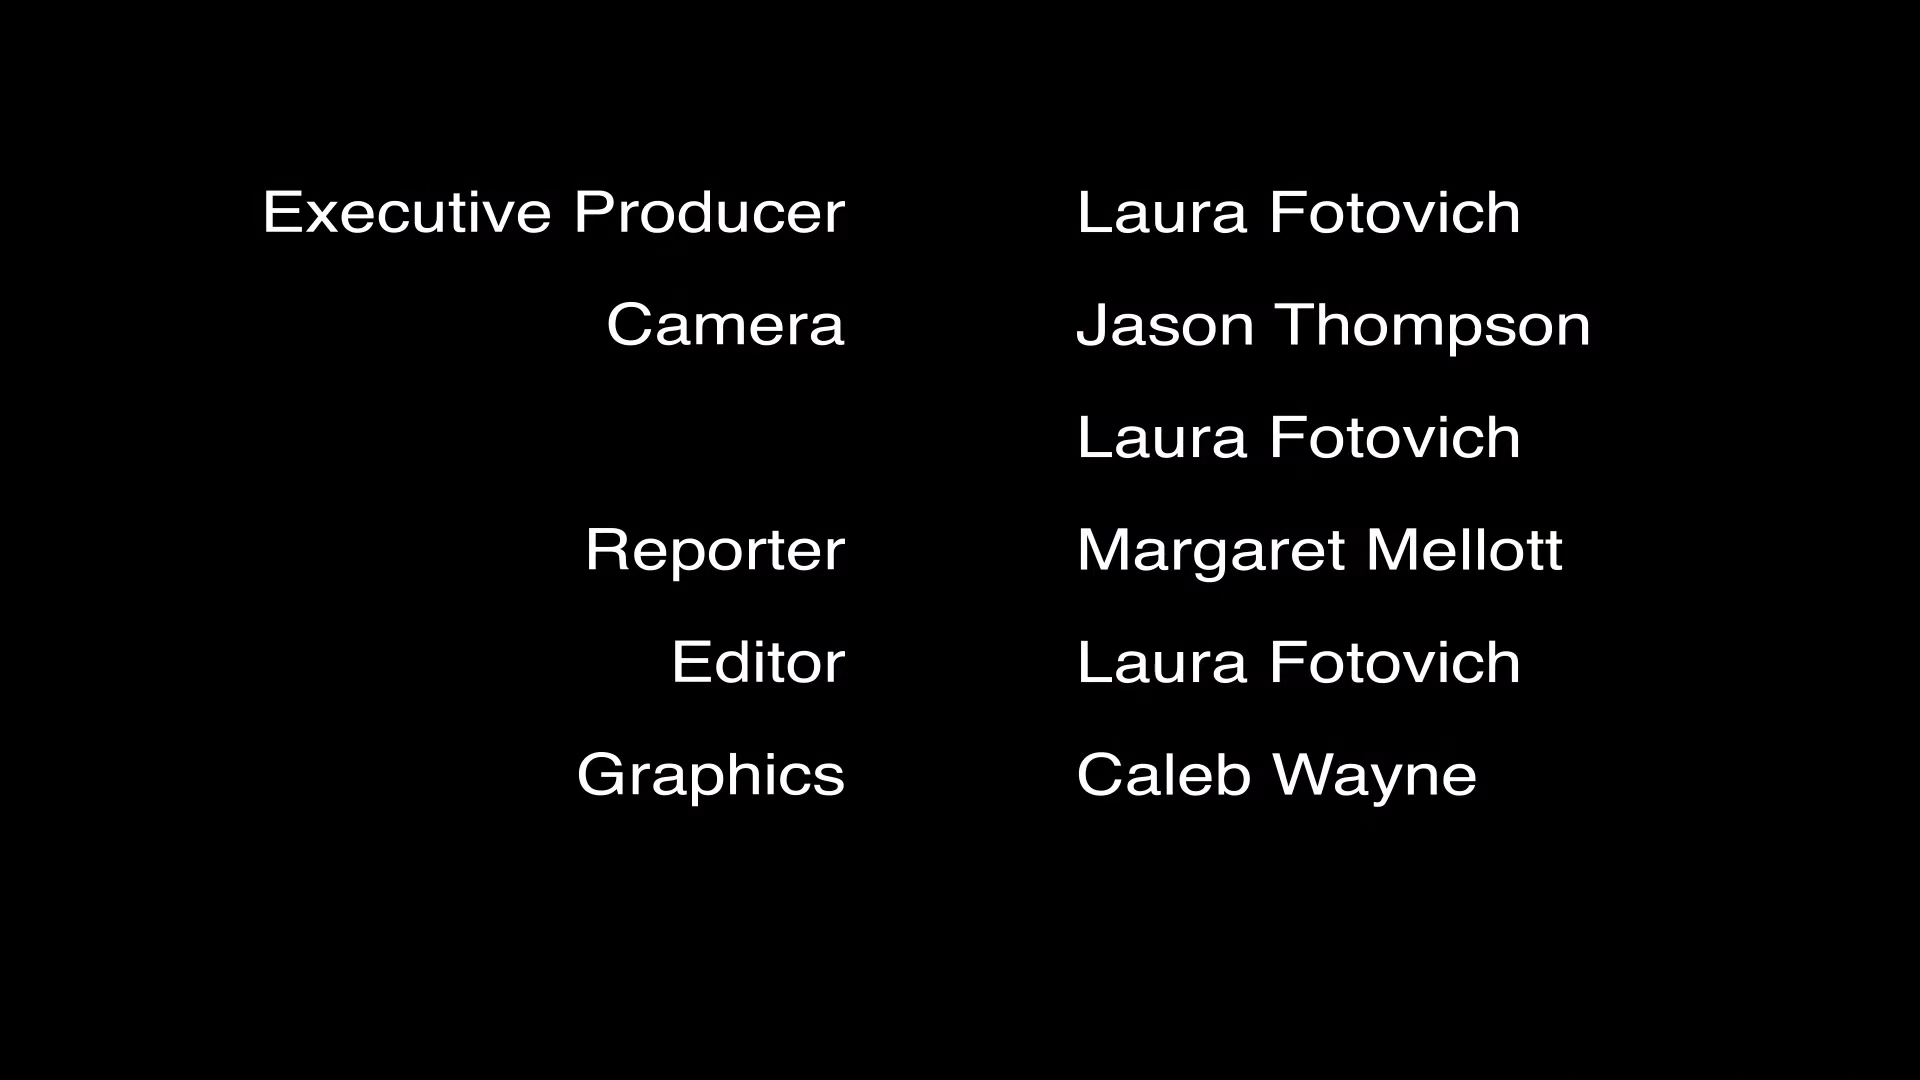 Executive Producer Laura Fotovich
Camera Jason Thompson
Laura Fotovich
Reporter Margaret Mellott
Editor Laura Fotovich
Graphics Caleb Wayne